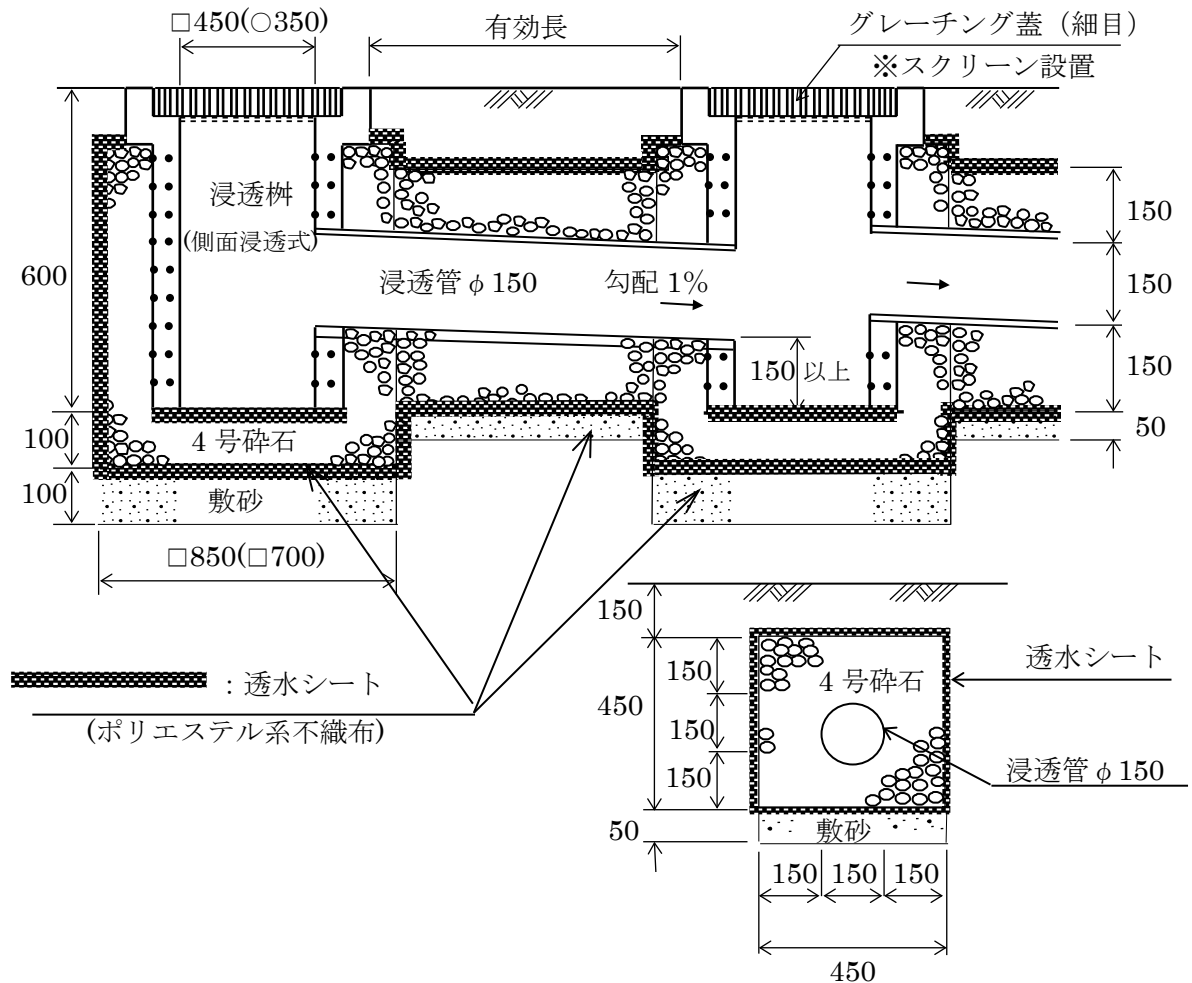 □450(○350)
有効長
グレーチング蓋（細目）
※スクリーン設置
浸透桝
(側面浸透式)
600
浸透管φ150
勾配 1%
150
150
150
150以上
50
100
4 号砕石
100
敷砂
□850(□700)
：透水シート
(ポリエステル系不織布)
150
450
150
150
150
4 号砕石
透水シート
浸透管φ150
50
敷砂
150
150
150
450